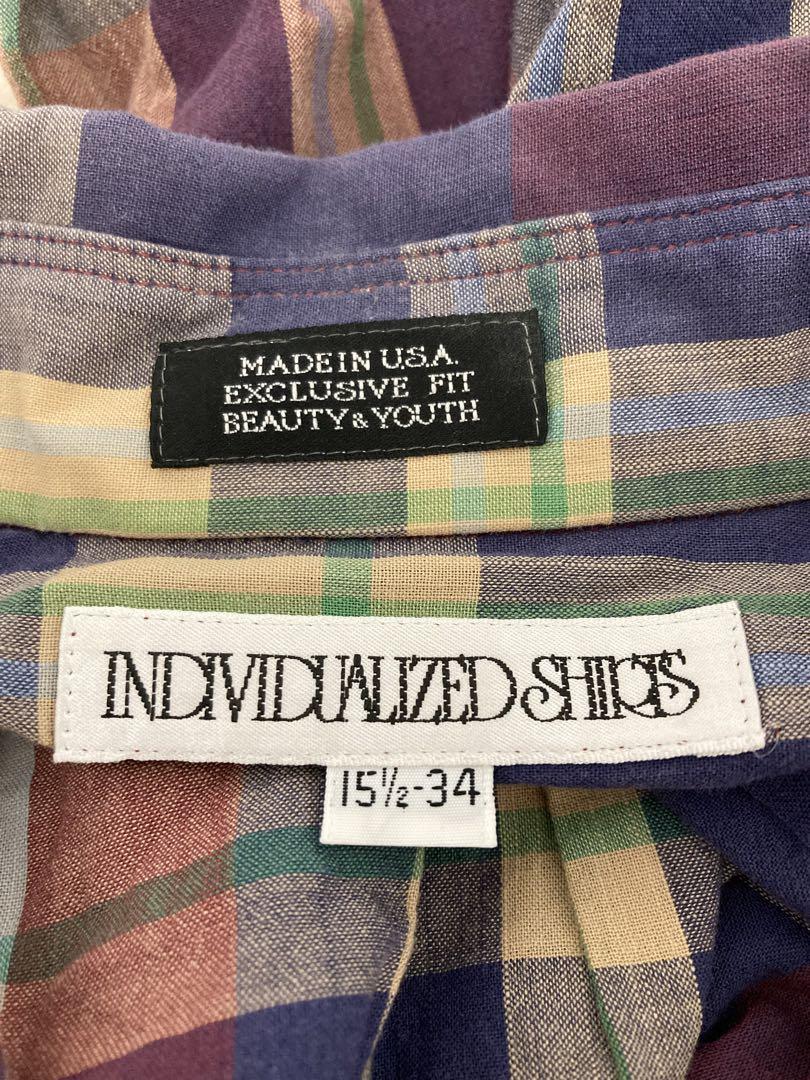 MADE IN U.S.A.
EXCLUSIVE FIT
BEAUTY & YOUTH
INDIVIDUALIZED SHIRTS
15½-34